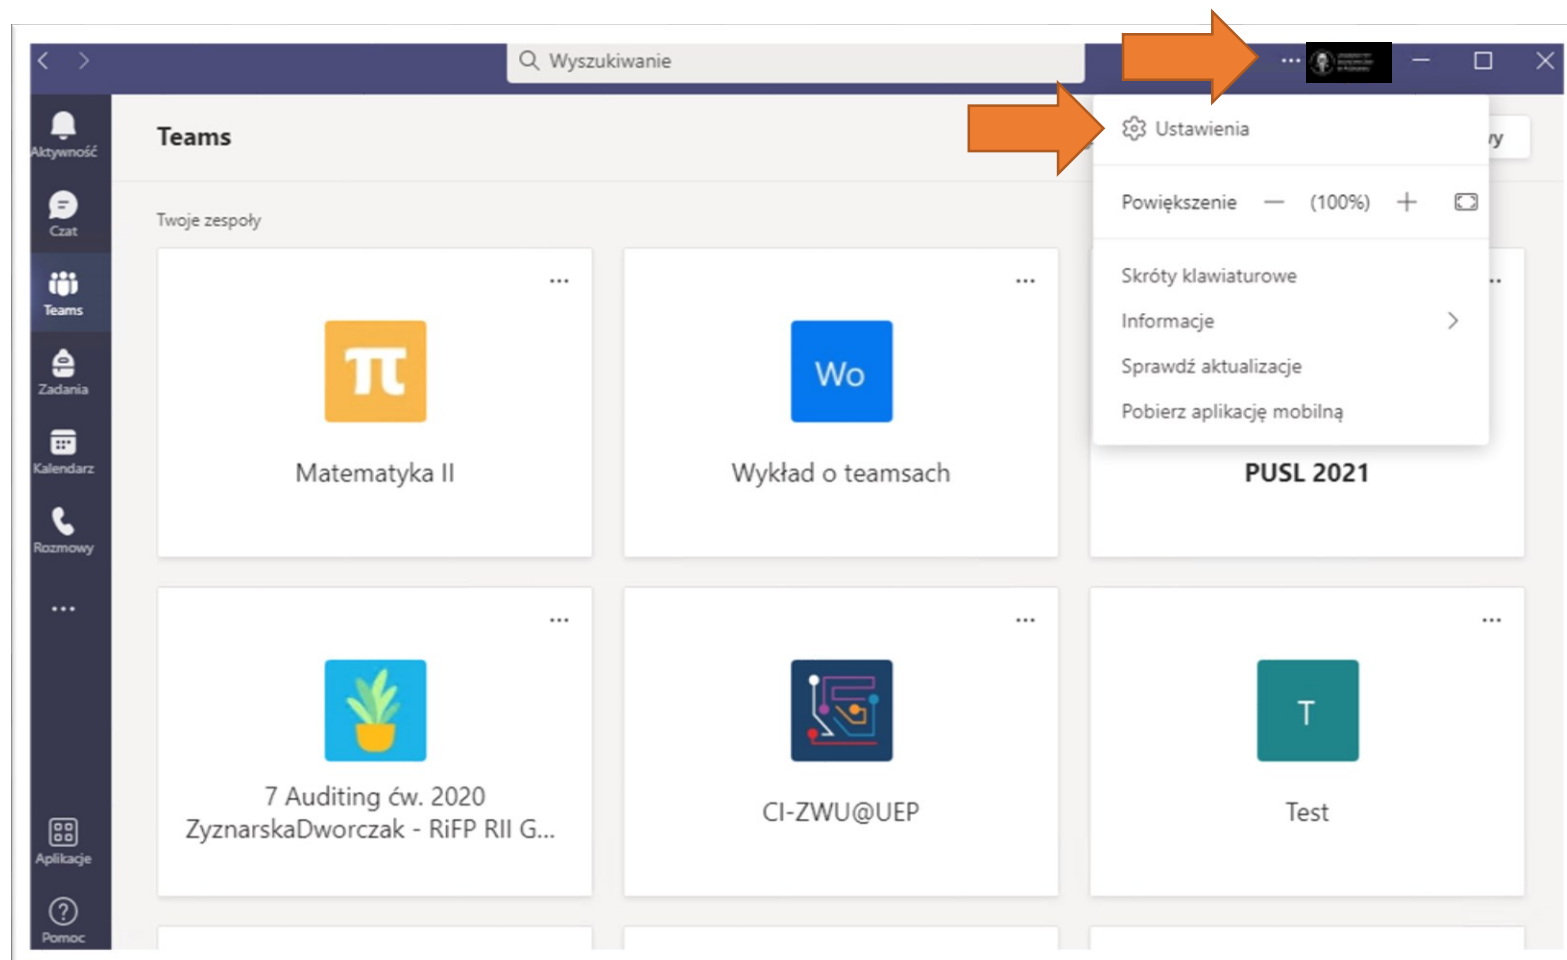 Wyszukiwanie
Aktywność
Czat
Teams
Zadania
Kalendarz
Rozmowy
Aplikacje
Pomoc
Teams
Twoje zespoły
Ustawienia
Powiększenie — (100%) +
Skróty klawiaturowe
Informacje
Sprawdź aktualizacje
Pobierz aplikację mobilną
π
Matematyka II
Wo
Wykład o teamsach
PUSL 2021
7 Auditing ćw. 2020
ZyznarskaDworczak - RiFP RII G...
CI-ZWU@UEP
T
Test